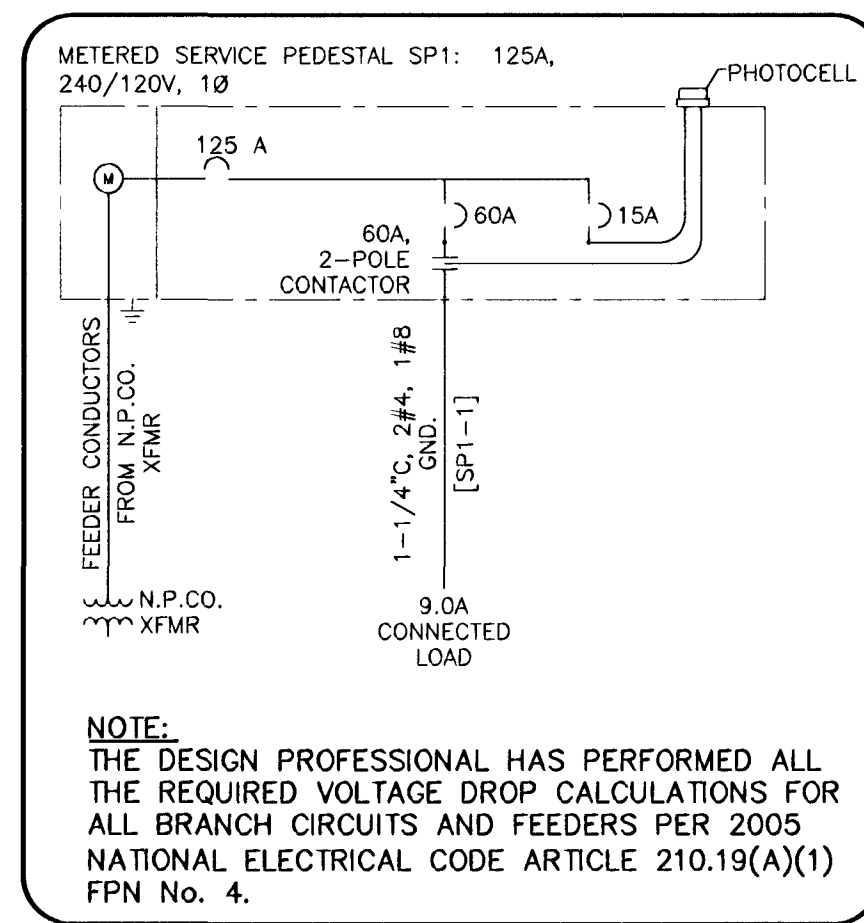 METERED SERVICE PEDESTAL SP1: 125A,
240/120V, 1Ø
PHOTOCELL
125 A
M
60A
15A
60A,
2-POLE
CONTACTOR
FEEDER CONDUCTORS
FROM N.P.CO.
XFMR
1-1/4"C, 2#4, 1#8
GND.
[SP1-1]
N.P.CO.
XFMR
9.0A
CONNECTED
LOAD
NOTE:
THE DESIGN PROFESSIONAL HAS PERFORMED ALL
THE REQUIRED VOLTAGE DROP CALCULATIONS FOR
ALL BRANCH CIRCUITS AND FEEDERS PER 2005
NATIONAL ELECTRICAL CODE ARTICLE 210.19(A)(1)
FPN No. 4.